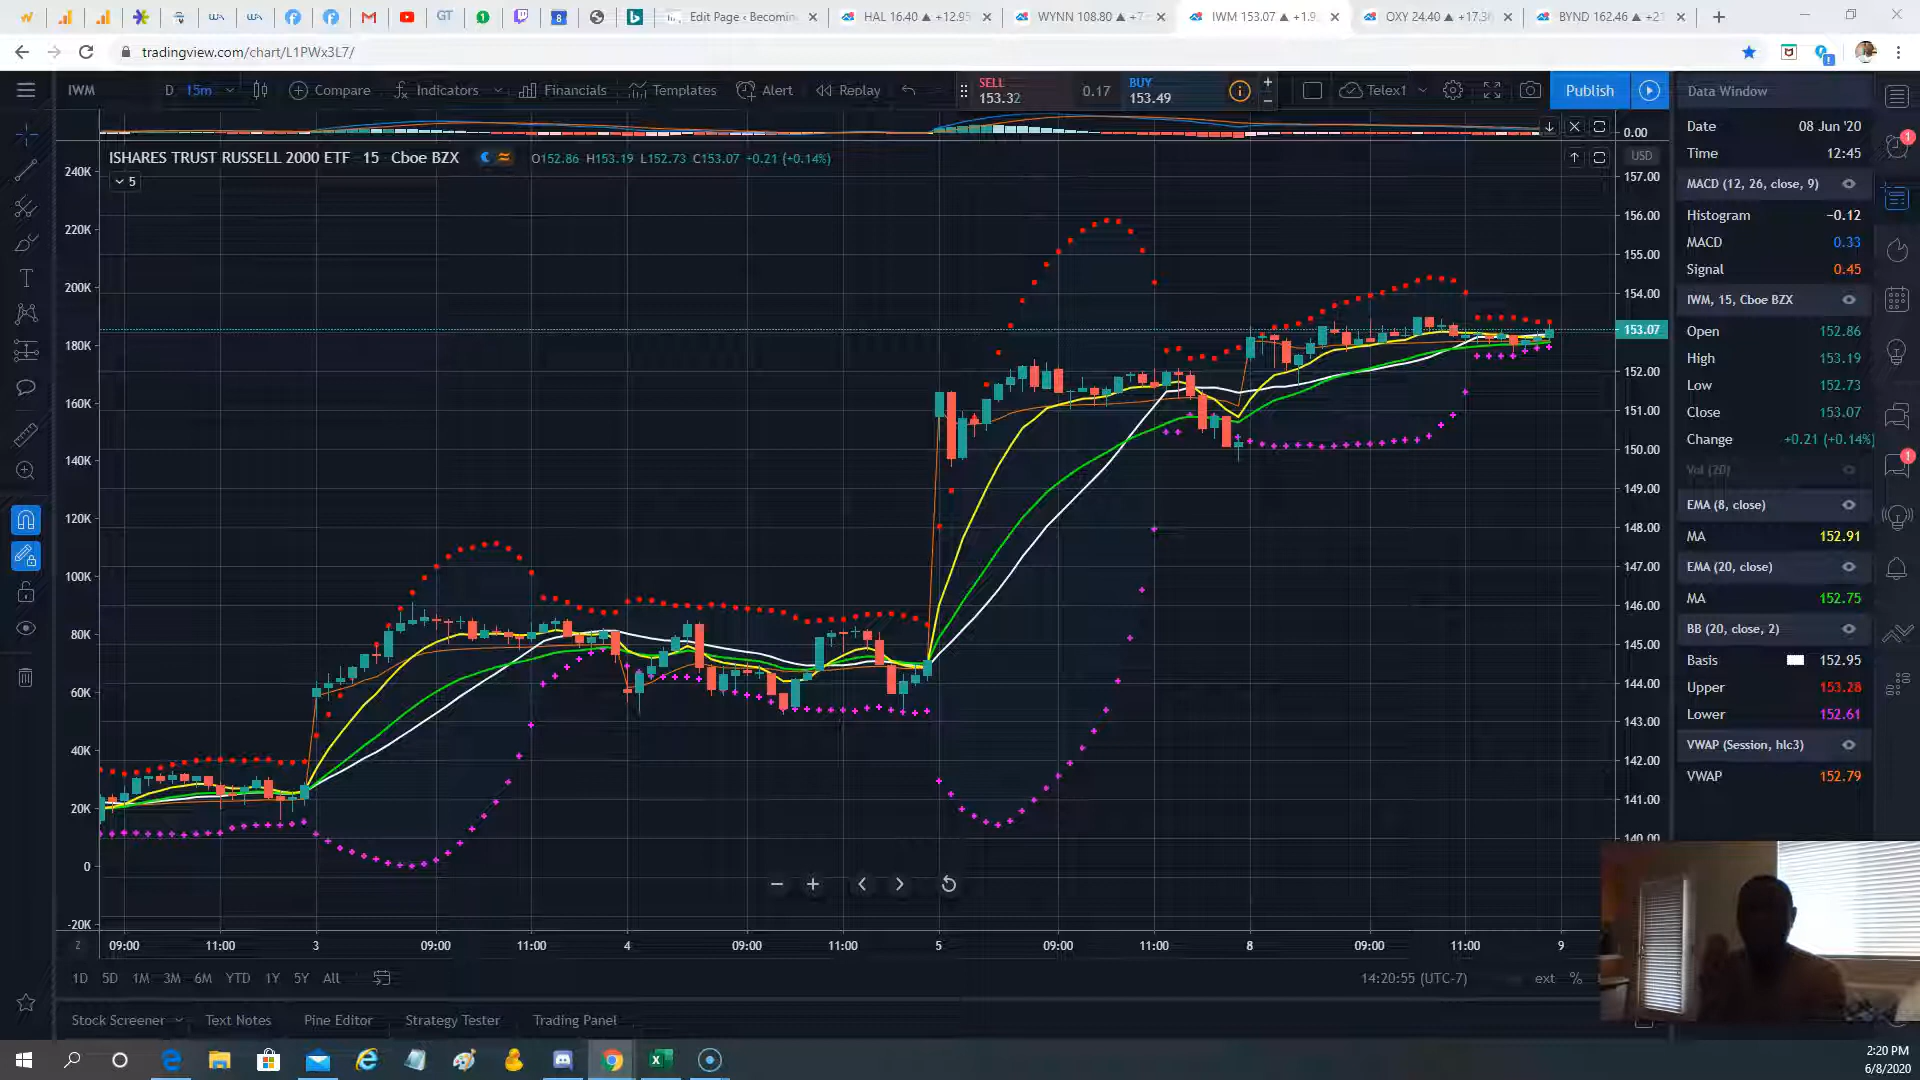 Edit Page ‹ Becomin
HAL 16.40 ▲ +12.95
WYNN 108.80 ▲ +7
IWM 153.07 ▲ +1.9
OXY 24.40 ▲ +17.3
BYND 162.46 ▲ +2
tradingview.com/chart/L1PWx3L7/
IWM D 15m Compare Indicators Financials Templates Alert Replay
SELL
153.32
0.17
BUY
153.49
Telex1
Publish
Data Window
0.00
ISHARES TRUST RUSSELL 2000 ETF 15 Cboe BZX O152.86 H153.19 L152.73 C153.07 +0.21 (+0.14%)
USD
5
240K
220K
200K
180K
160K
140K
120K
100K
80K
60K
40K
20K
0
-20K
157.00
156.00
155.00
154.00
153.07
152.00
151.00
150.00
149.00
148.00
147.00
146.00
145.00
144.00
143.00
142.00
141.00
140.00
Date 08 Jun '20
Time 12:45
MACD (12, 26, close, 9)
Histogram −0.12
MACD 0.33
Signal 0.45
IWM, 15, Cboe BZX
Open 152.86
High 153.19
Low 152.73
Close 153.07
Change +0.21 (+0.14%)
Vol (20)
EMA (8, close)
MA 152.91
EMA (20, close)
MA 152.75
BB (20, close, 2)
Basis 152.95
Upper 153.28
Lower 152.61
VWAP (Session, hlc3)
VWAP 152.79
1
1
Z 09:00 11:00 3 09:00 11:00 4 09:00 11:00 5 09:00 11:00 8 09:00 11:00 9
1D 5D 1M 3M 6M YTD 1Y 5Y All
14:20:55 (UTC-7) ext %
Stock Screener Text Notes Pine Editor Strategy Tester Trading Panel
2:20 PM
6/8/2020